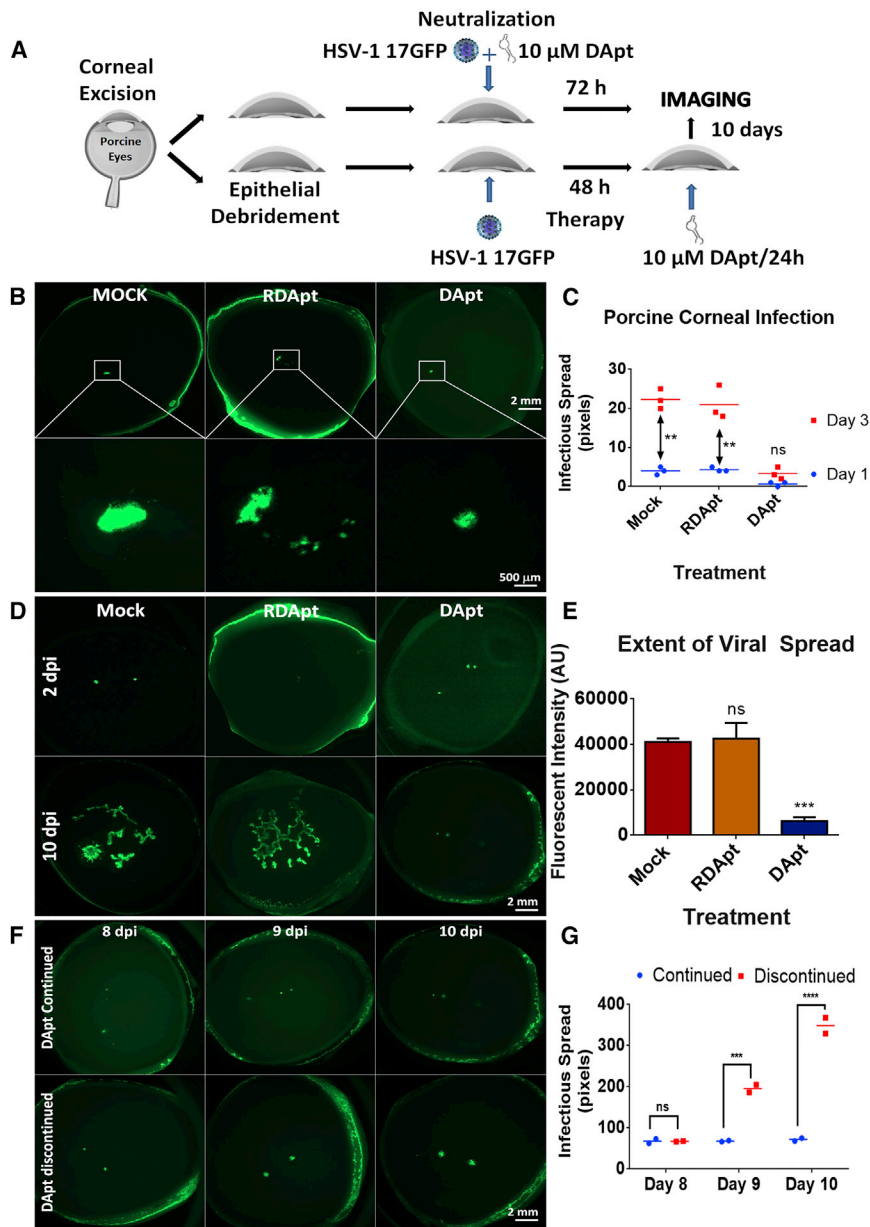 A
Neutralization
HSV-1 17GFP + 10 µM DApt
Corneal
Excision
Porcine
Eyes
72 h
IMAGING
10 days
Epithelial
Debridement
48 h
Therapy
HSV-1 17GFP
10 µM DApt/24h
B
MOCK
RDApt
DApt
2 mm
500 µm
C
Porcine Corneal Infection
Infectious Spread
(pixels)
30
20
10
0
**
**
ns
Day 3
Day 1
Mock
RDApt
DApt
Treatment
D
Mock
RDApt
DApt
2 dpi
10 dpi
2 mm
E
Extent of Viral Spread
Fluorescent Intensity (AU)
60000
40000
20000
0
ns
***
Mock
RDApt
DApt
Treatment
F
8 dpi
9 dpi
10 dpi
DApt Continued
DApt discontinued
2 mm
G
Continued
Discontinued
Infectious Spread
(pixels)
400
300
200
100
0
ns
***
****
Day 8
Day 9
Day 10